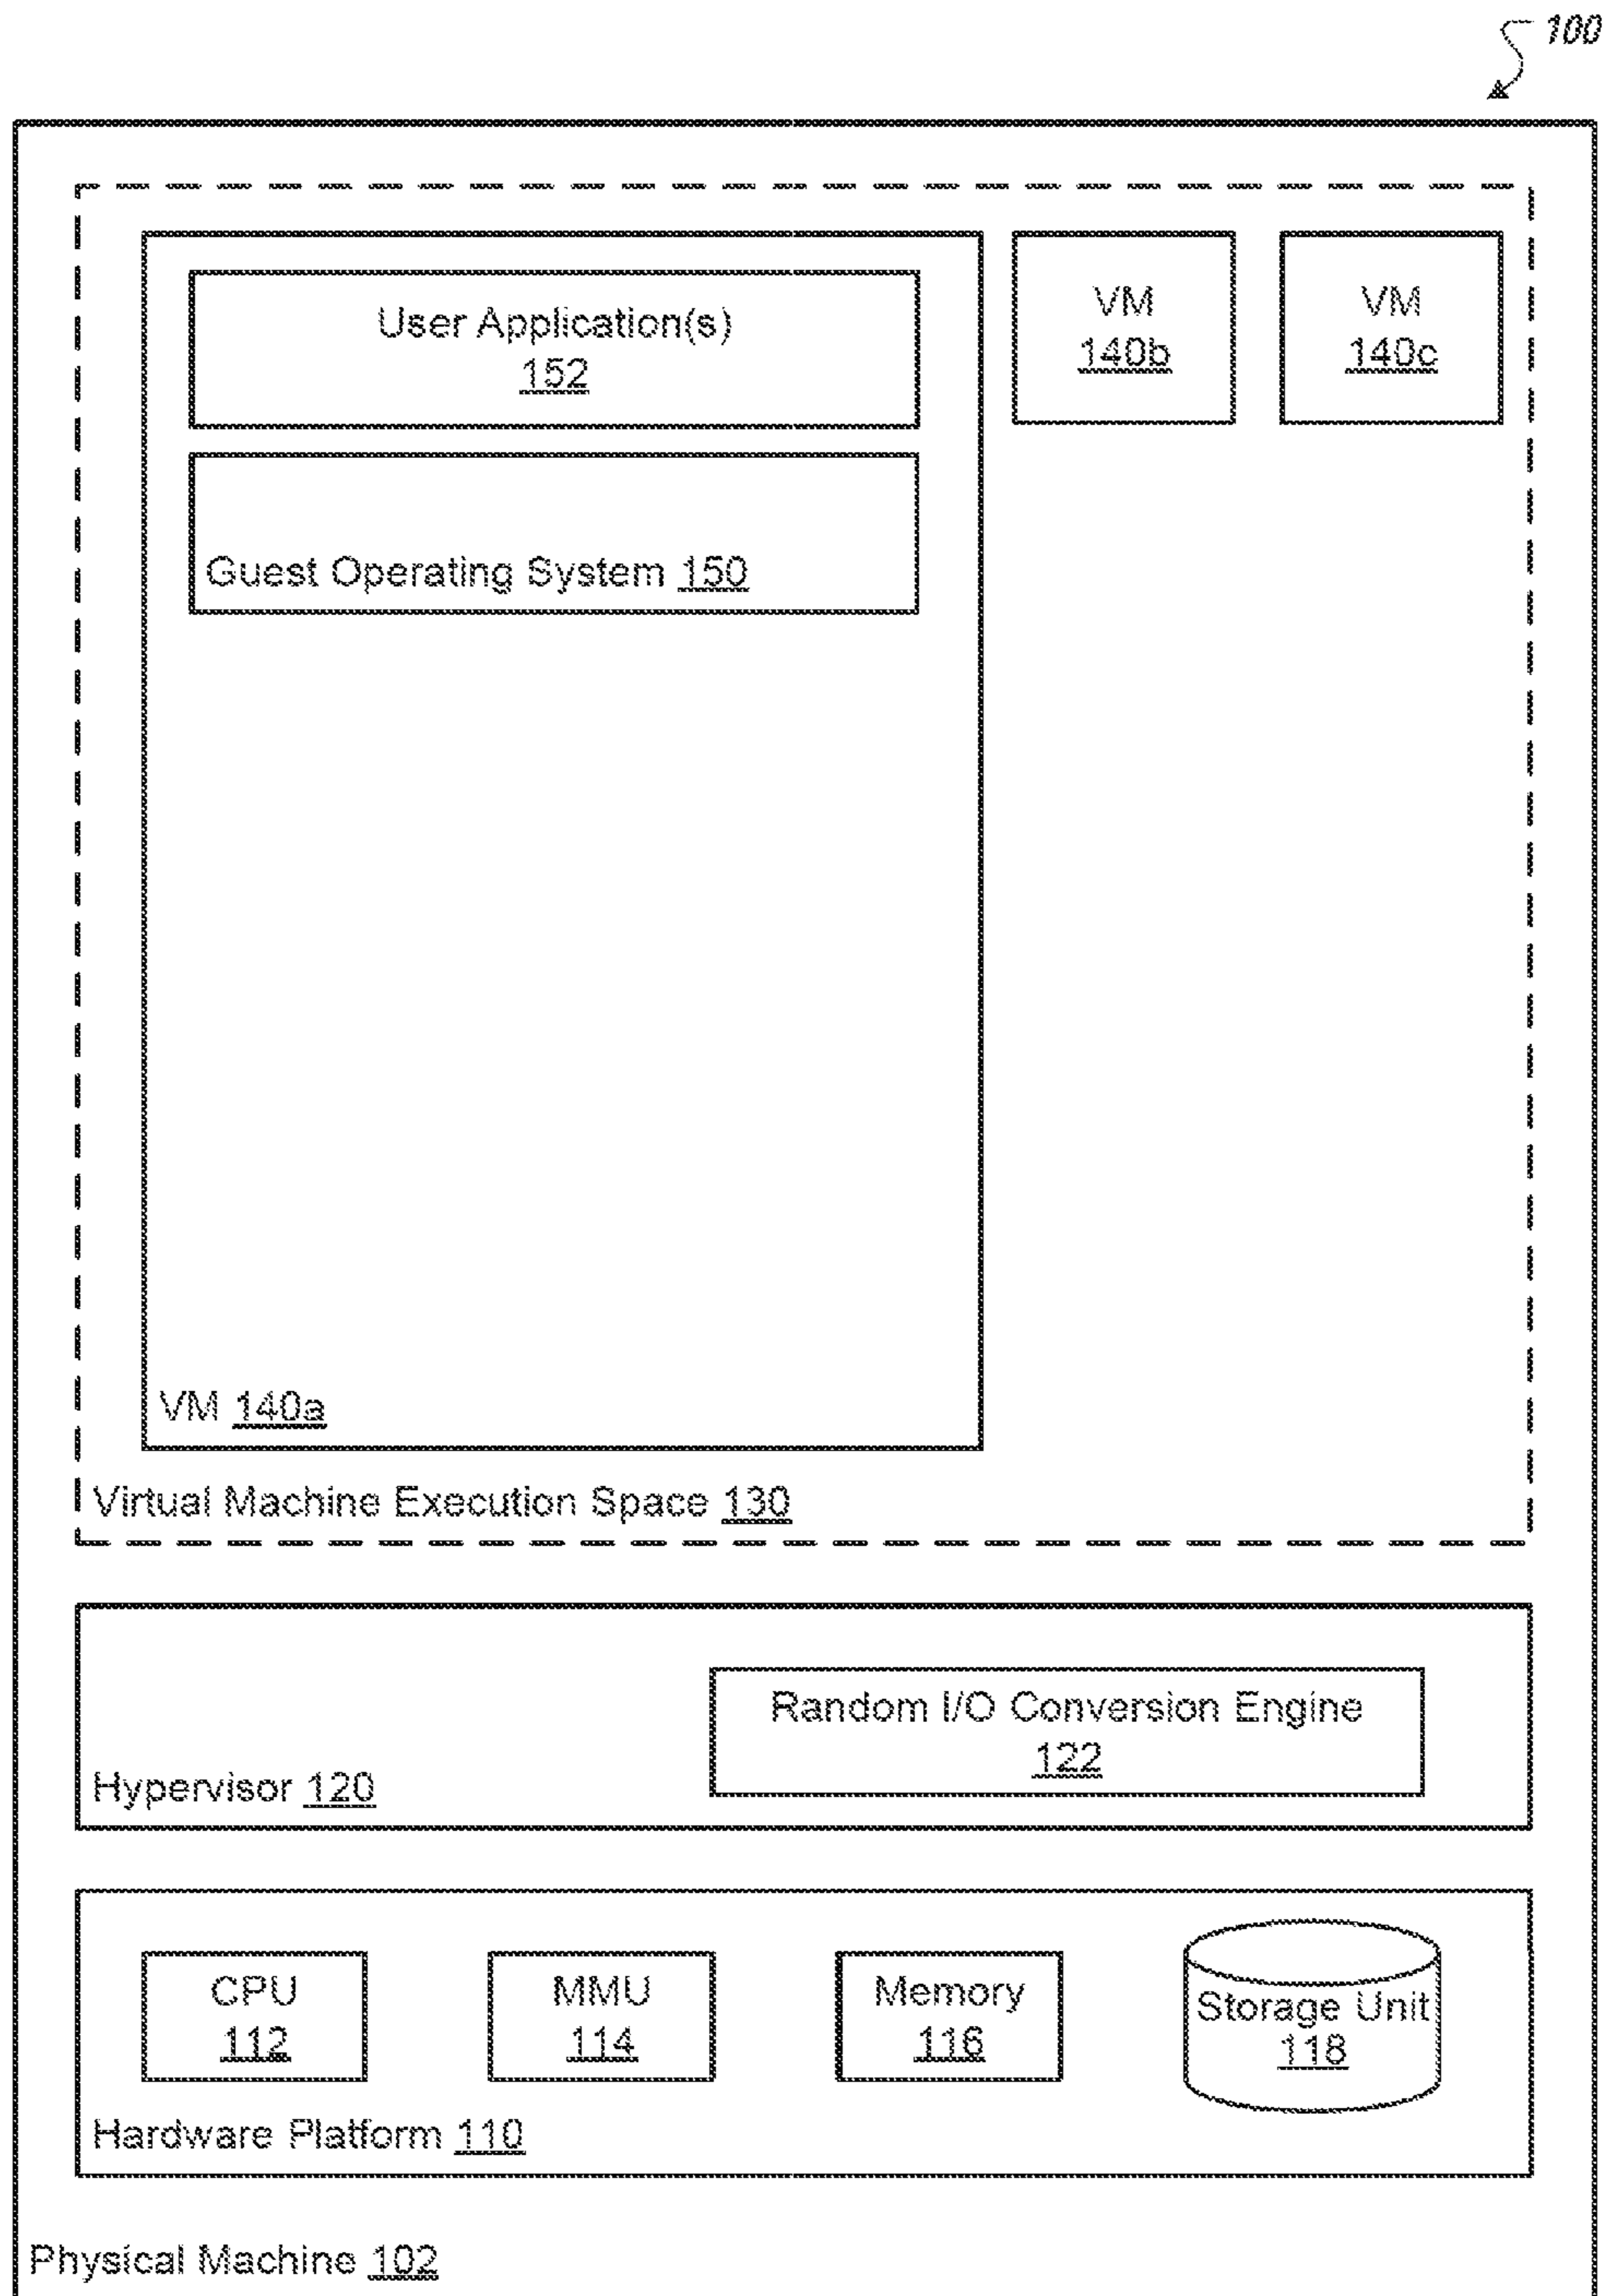 100
User Application(s)
152
VM
140b
VM
140c
Guest Operating System 150
VM 140a
Virtual Machine Execution Space 130
Random I/O Conversion Engine
122
Hypervisor 120
CPU
112
MMU
114
Memory
116
Storage Unit
118
Hardware Platform 110
Physical Machine 102